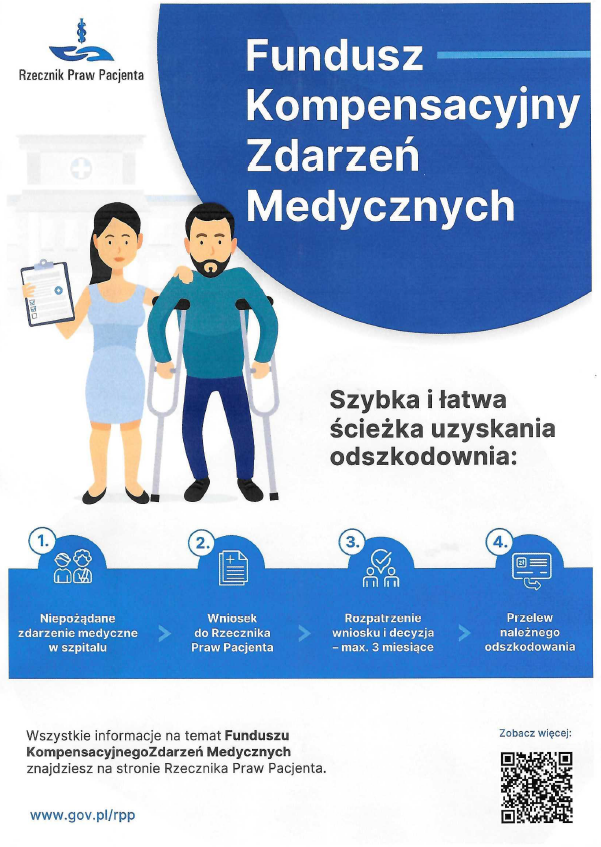 Rzecznik Praw Pacjenta
Fundusz
Kompensacyjny
Zdarzeń
Medycznych
Szybka i łatwa
ścieżka uzyskania
odszkodownia:
1.
Niepożądane
zdarzenie medyczne
w szpitalu
2.
Wniosek
do Rzecznika
Praw Pacjenta
3.
Rozpatrzenie
wniosku i decyzja
– max. 3 miesiące
4.
21
Przelew
należnego
odszkodowania
Wszystkie informacje na temat Funduszu
KompensacyjnegoZdarzeń Medycznych
znajdziesz na stronie Rzecznika Praw Pacjenta.
www.gov.pl/rpp
Zobacz więcej: